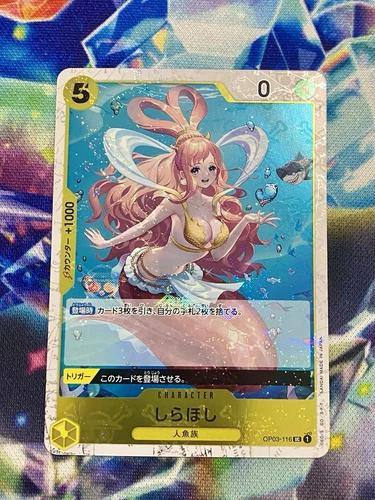 5
0
カウンター +1000
登場時 カード3枚を引き、自分の手札2枚を捨てる。
トリガー このカードを登場させる。
CHARACTER
しらほし
人魚族
OP03-116 UC 1